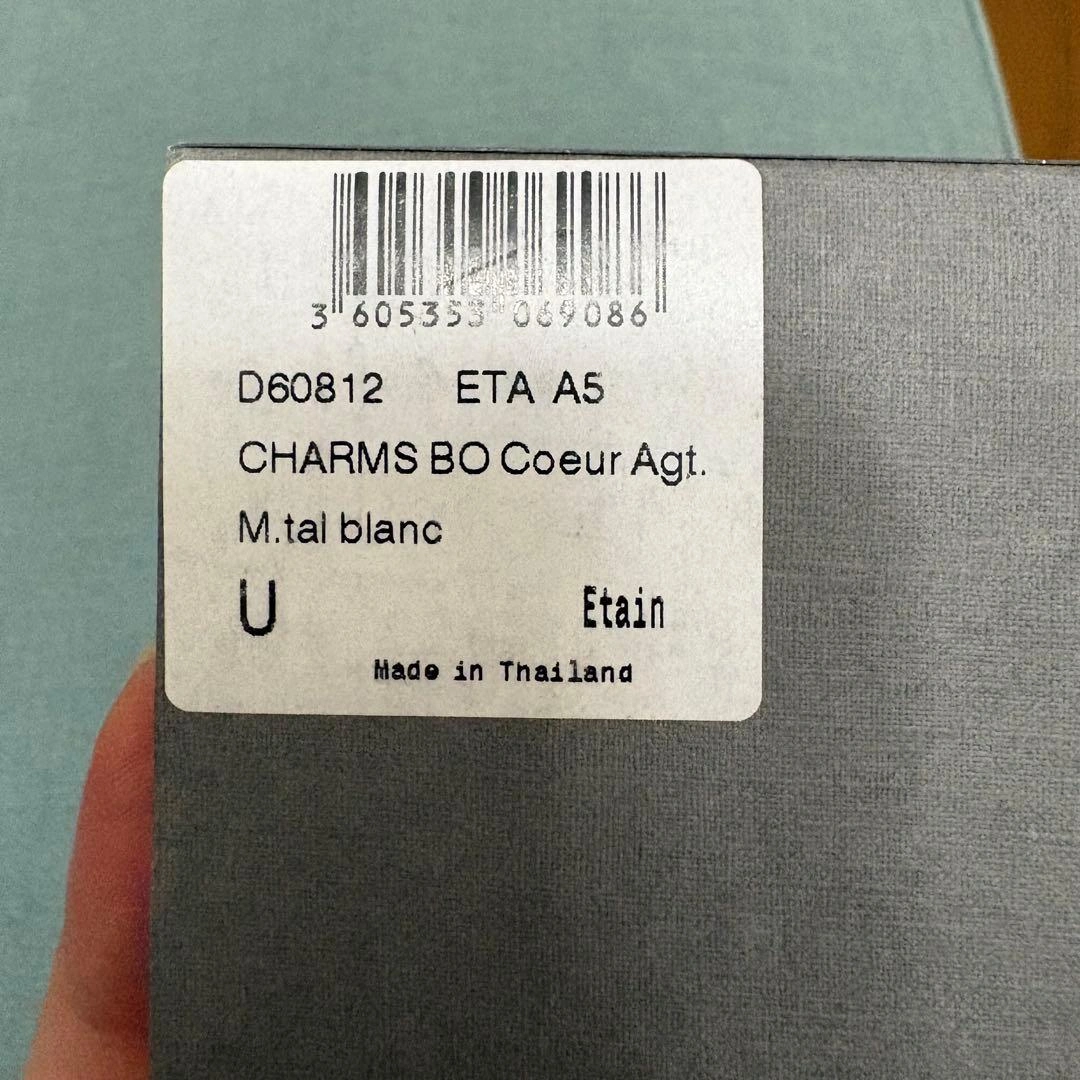 3 605353 069086
D60812 ETA A5
CHARMS BO Coeur Agt.
M.tal blanc
U Etain
Made in Thailand